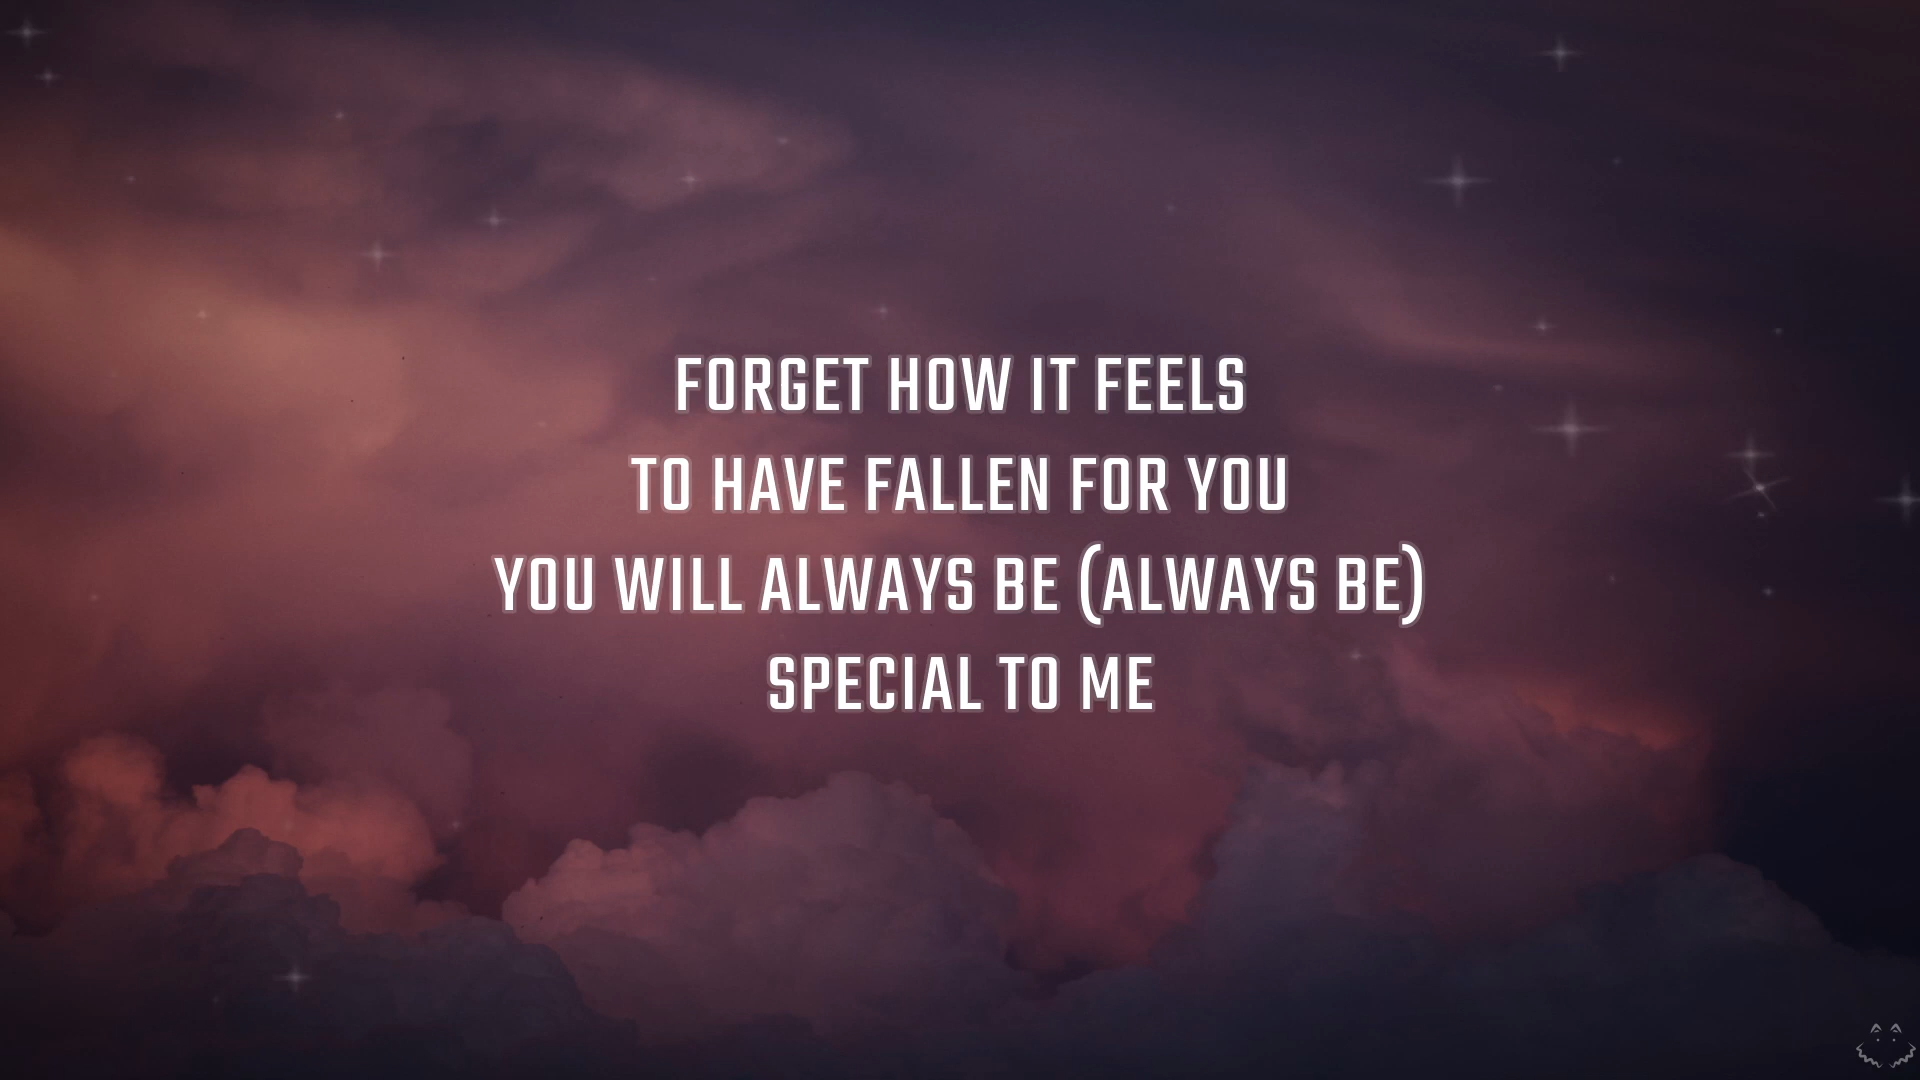 FORGET HOW IT FEELS
TO HAVE FALLEN FOR YOU
YOU WILL ALWAYS BE (ALWAYS BE)
SPECIAL TO ME